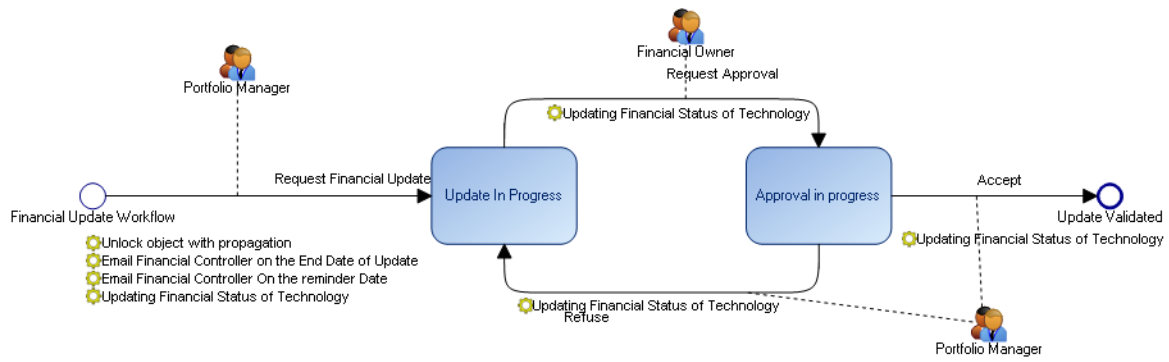 Financial Owner
Request Approval
Portfolio Manager
Updating Financial Status of Technology
Request Financial Update
Update In Progress
Approval in progress
Accept
Financial Update Workflow
Update Validated
Unlock object with propagation
Email Financial Controller on the End Date of Update
Email Financial Controller On the reminder Date
Updating Financial Status of Technology
Updating Financial Status of Technology
Updating Financial Status of Technology
Refuse
Portfolio Manager